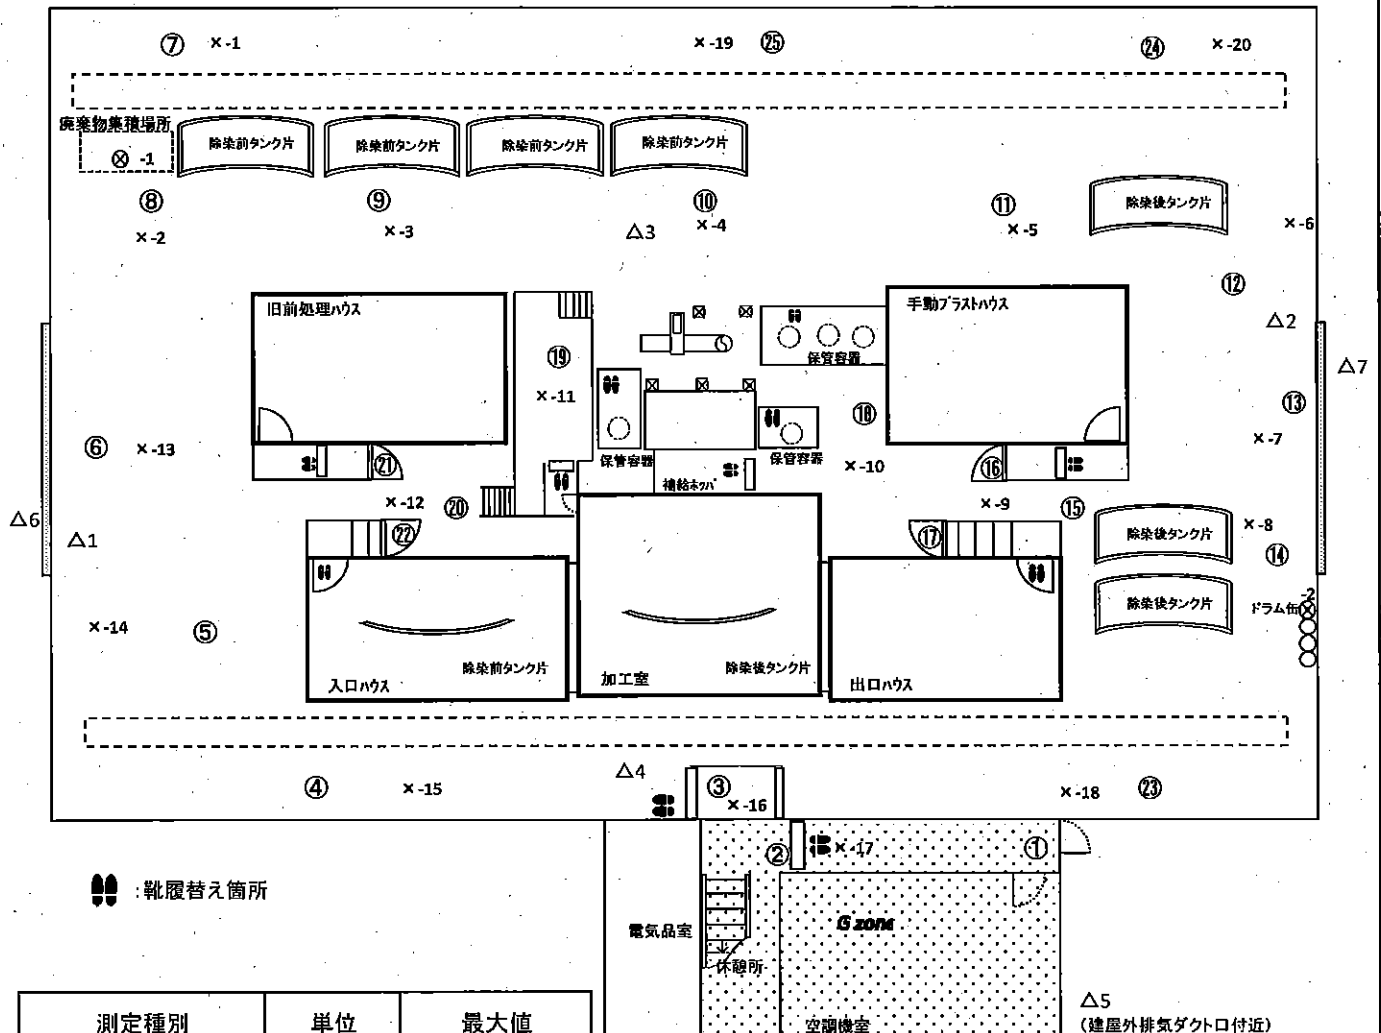 ⑦ ×-1 ×-19 ㉕ ㉔ ×-20
廃棄物集積場所
除染前タンク片 除染前タンク片 除染前タンク片 除染前タンク片
⊗ -1
除染後タンク片
⑧ ⑨ ⑩ ⑪
×-2 ×-3 △3 ×-4 ×-5 ×-6
⑫
旧前処理ハウス 手動ブラストハウス
△2
⑲ 保管容器 △7
×-11 ⑱ ⑬
⑥ ×-13 ×-7
㉑ 保管容器 保管容器 ×-10 ⑯
補給ホッパ
×-12 ⑳ ×-9 ⑮
△6 △1 ㉒ ⑰ 除染後タンク片 ×-8
⑭
-2
除染後タンク片 ドラム缶
×-14 ⑤
除染前タンク片 加工室 除染後タンク片
入口ハウス 出口ハウス
△4
④ ×-15 ③ ×-16 ×-18 ㉓
② ×-17 ①
:靴履替え箇所
電気品室 G zone
休憩所
△5
測定種別 単位 最大値 空調機室 (建屋外排気ダクト口付近)